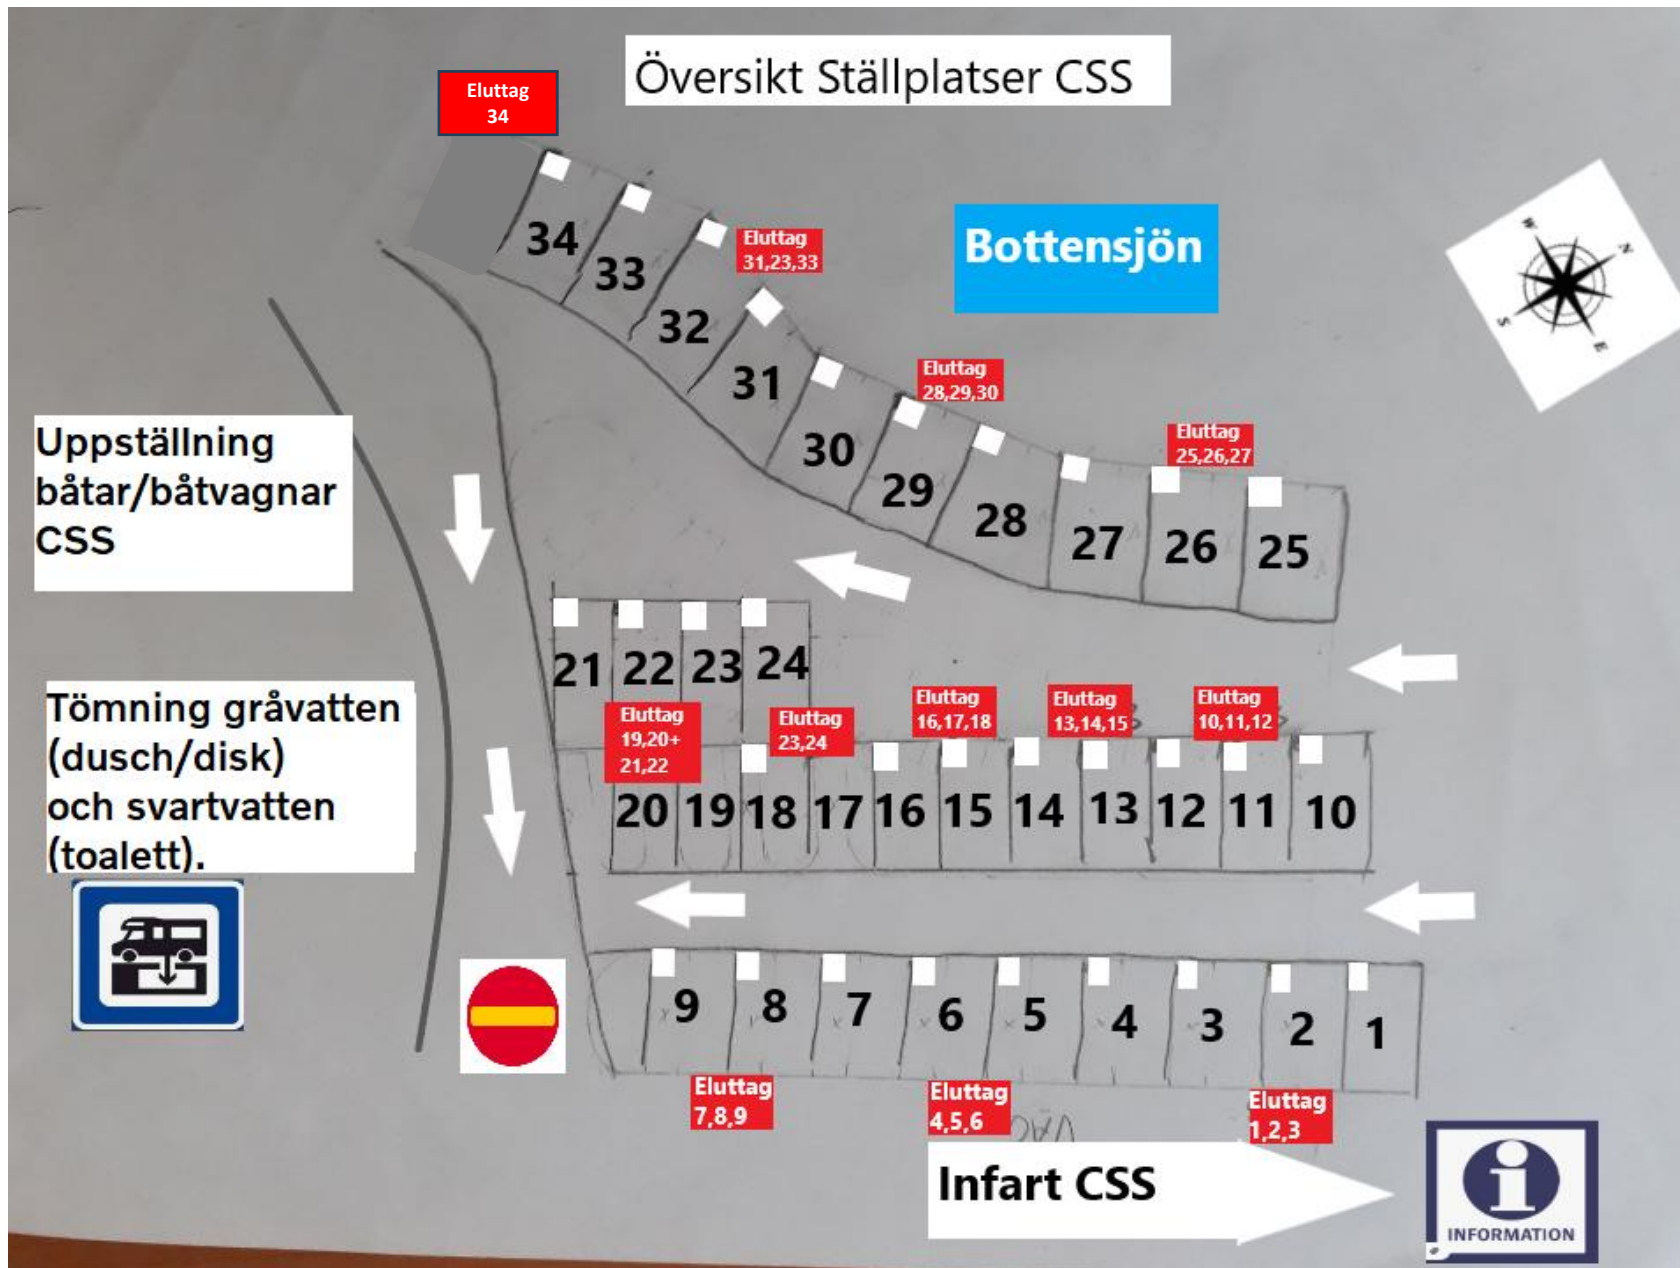 Översikt Ställplatser CSS
Eluttag
34
34
33
32
31
30
29
28
27
26
25
Eluttag
31,23,33
Bottensjön
W
N
S
E
Eluttag
28,29,30
Eluttag
25,26,27
Uppställning
båtar/båtvagnar
CSS
21
22
23
24
Tömning gråvatten
(dusch/disk)
och svartvatten
(toalett).
Eluttag
19,20+
21,22
Eluttag
23,24
Eluttag
16,17,18
Eluttag
13,14,15
Eluttag
10,11,12
20
19
18
17
16
15
14
13
12
11
10
9
8
7
6
5
4
3
2
1
Eluttag
7,8,9
Eluttag
4,5,6
Eluttag
1,2,3
Infart CSS
i
INFORMATION